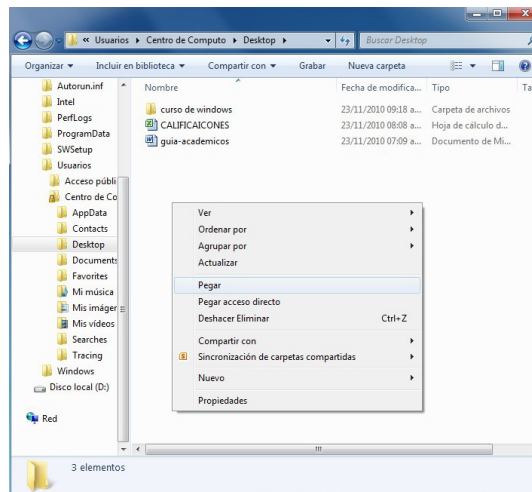 « Usuarios ▸ Centro de Computo ▸ Desktop ▸
Buscar Desktop
Organizar ▾ Incluir en biblioteca ▾ Compartir con ▾ Grabar Nueva carpeta
Nombre Fecha de modifica... Tipo Ta
curso de windows 23/11/2010 09:18 a... Carpeta de archivos
CALIFICAICONES 23/11/2010 08:08 a... Hoja de cálculo d...
guia-academicos 23/11/2010 07:09 a... Documento de Mi...
Autorun.inf
Intel
PerfLogs
ProgramData
SWSetup
Usuarios
Acceso públi
Centro de Co
AppData
Contacts
Desktop
Documents
Favorites
Mi música
Mis imáger
Mis vídeos
Searches
Tracing
Windows
Disco local (D:)
Red
Ver
Ordenar por
Agrupar por
Actualizar
Pegar
Pegar acceso directo
Deshacer Eliminar Ctrl+Z
Compartir con
Sincronización de carpetas compartidas
Nuevo
Propiedades
3 elementos